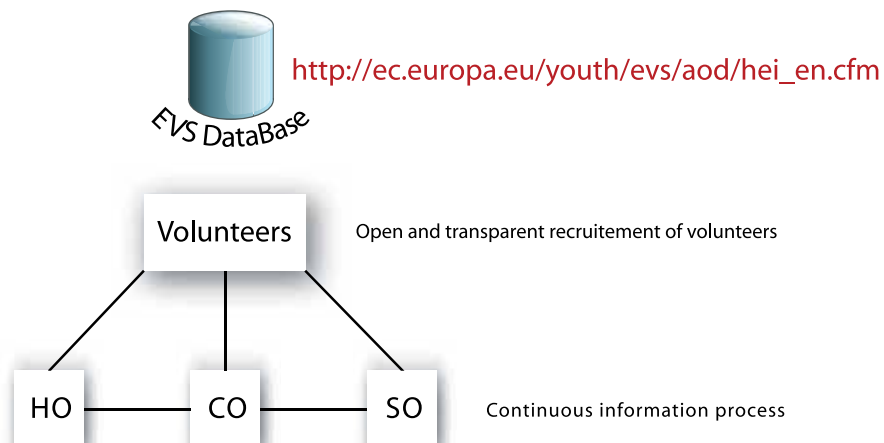 http://ec.europa.eu/youth/evs/aod/hei_en.cfm
EVS DataBase
Volunteers
Open and transparent recruitement of volunteers
HO CO SO Continuous information process